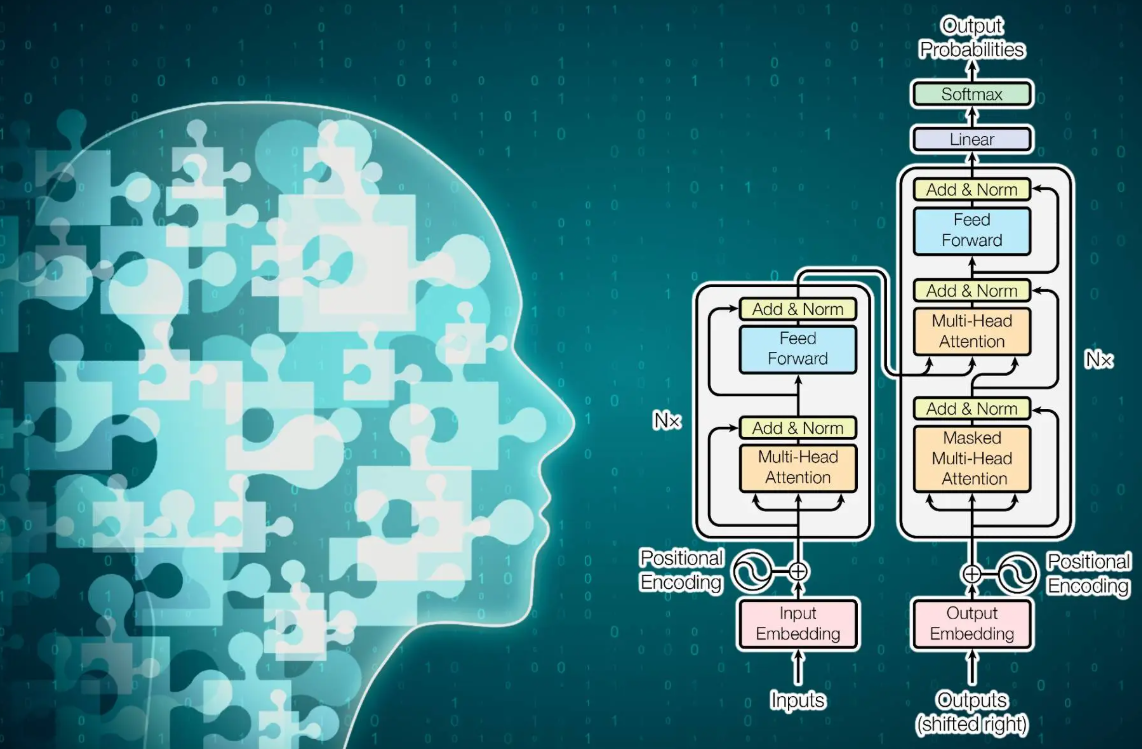 Output
Probabilities
Softmax
Linear
Add & Norm
Feed
Forward
Add & Norm
Multi-Head
Attention
Nx
Add & Norm
Masked
Multi-Head
Attention
Positional
Encoding
Output
Embedding
Outputs
(shifted right)
Add & Norm
Feed
Forward
Nx
Add & Norm
Multi-Head
Attention
Positional
Encoding
Input
Embedding
Inputs